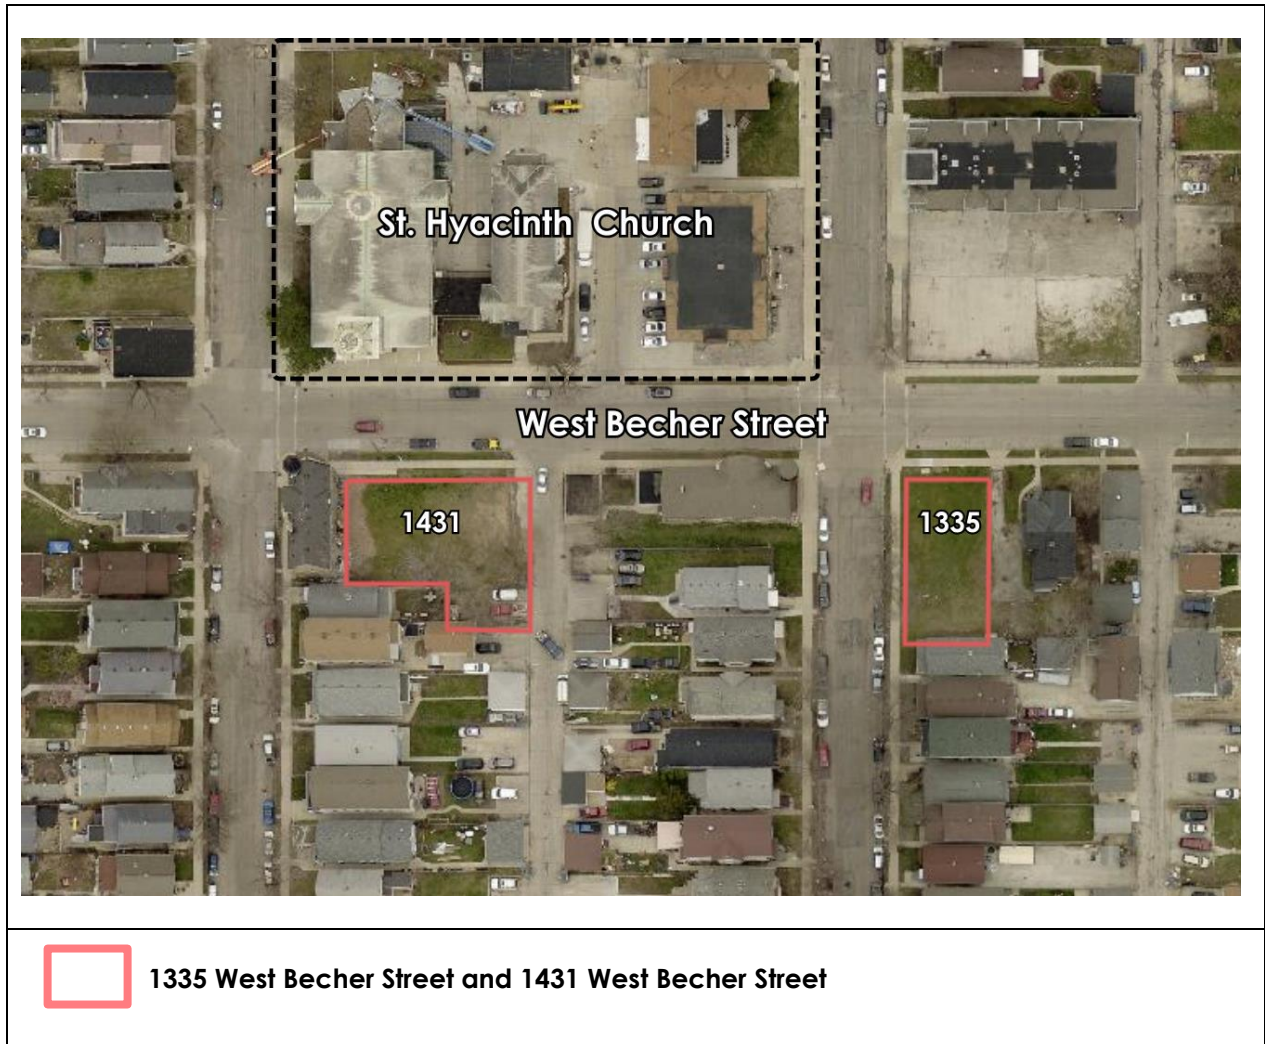 St. Hyacinth Church
West Becher Street
1431
1335
1335 West Becher Street and 1431 West Becher Street